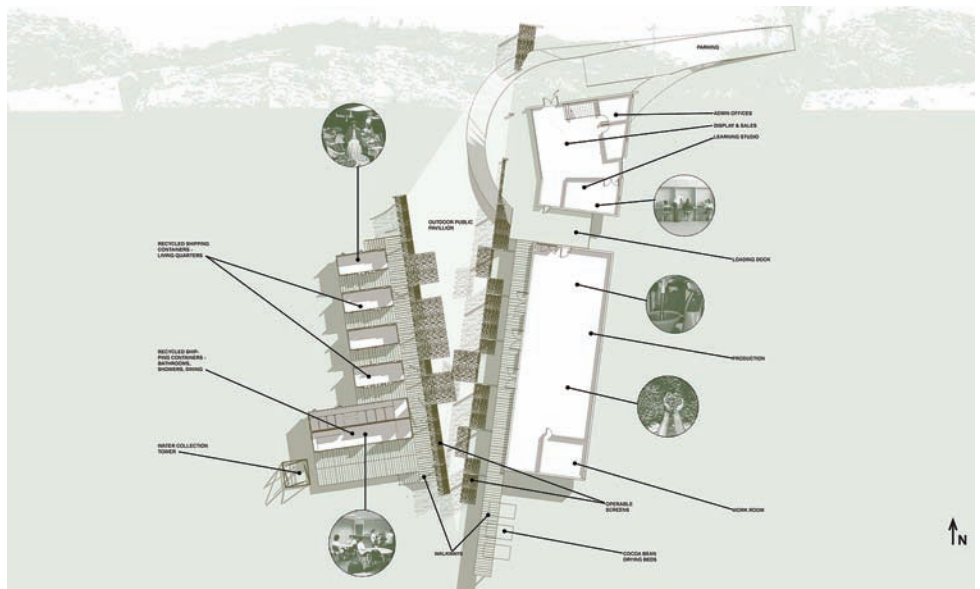 PARKING
ADMIN OFFICES
DISPLAY & SALES
LEARNING STUDIO
OUTDOOR PUBLIC
PAVILLION
RECYCLED SHIPPING
CONTAINERS -
LIVING QUARTERS
LOADING DOCK
RECYCLED SHIP-
PING CONTAINERS -
BATHROOMS,
SHOWERS, DINING
PRODUCTION
WATER COLLECTION
TOWER
OPERABLE
SCREENS
WORK ROOM
WALKWAYS
COCOA BEAN
DRYING BEDS
N